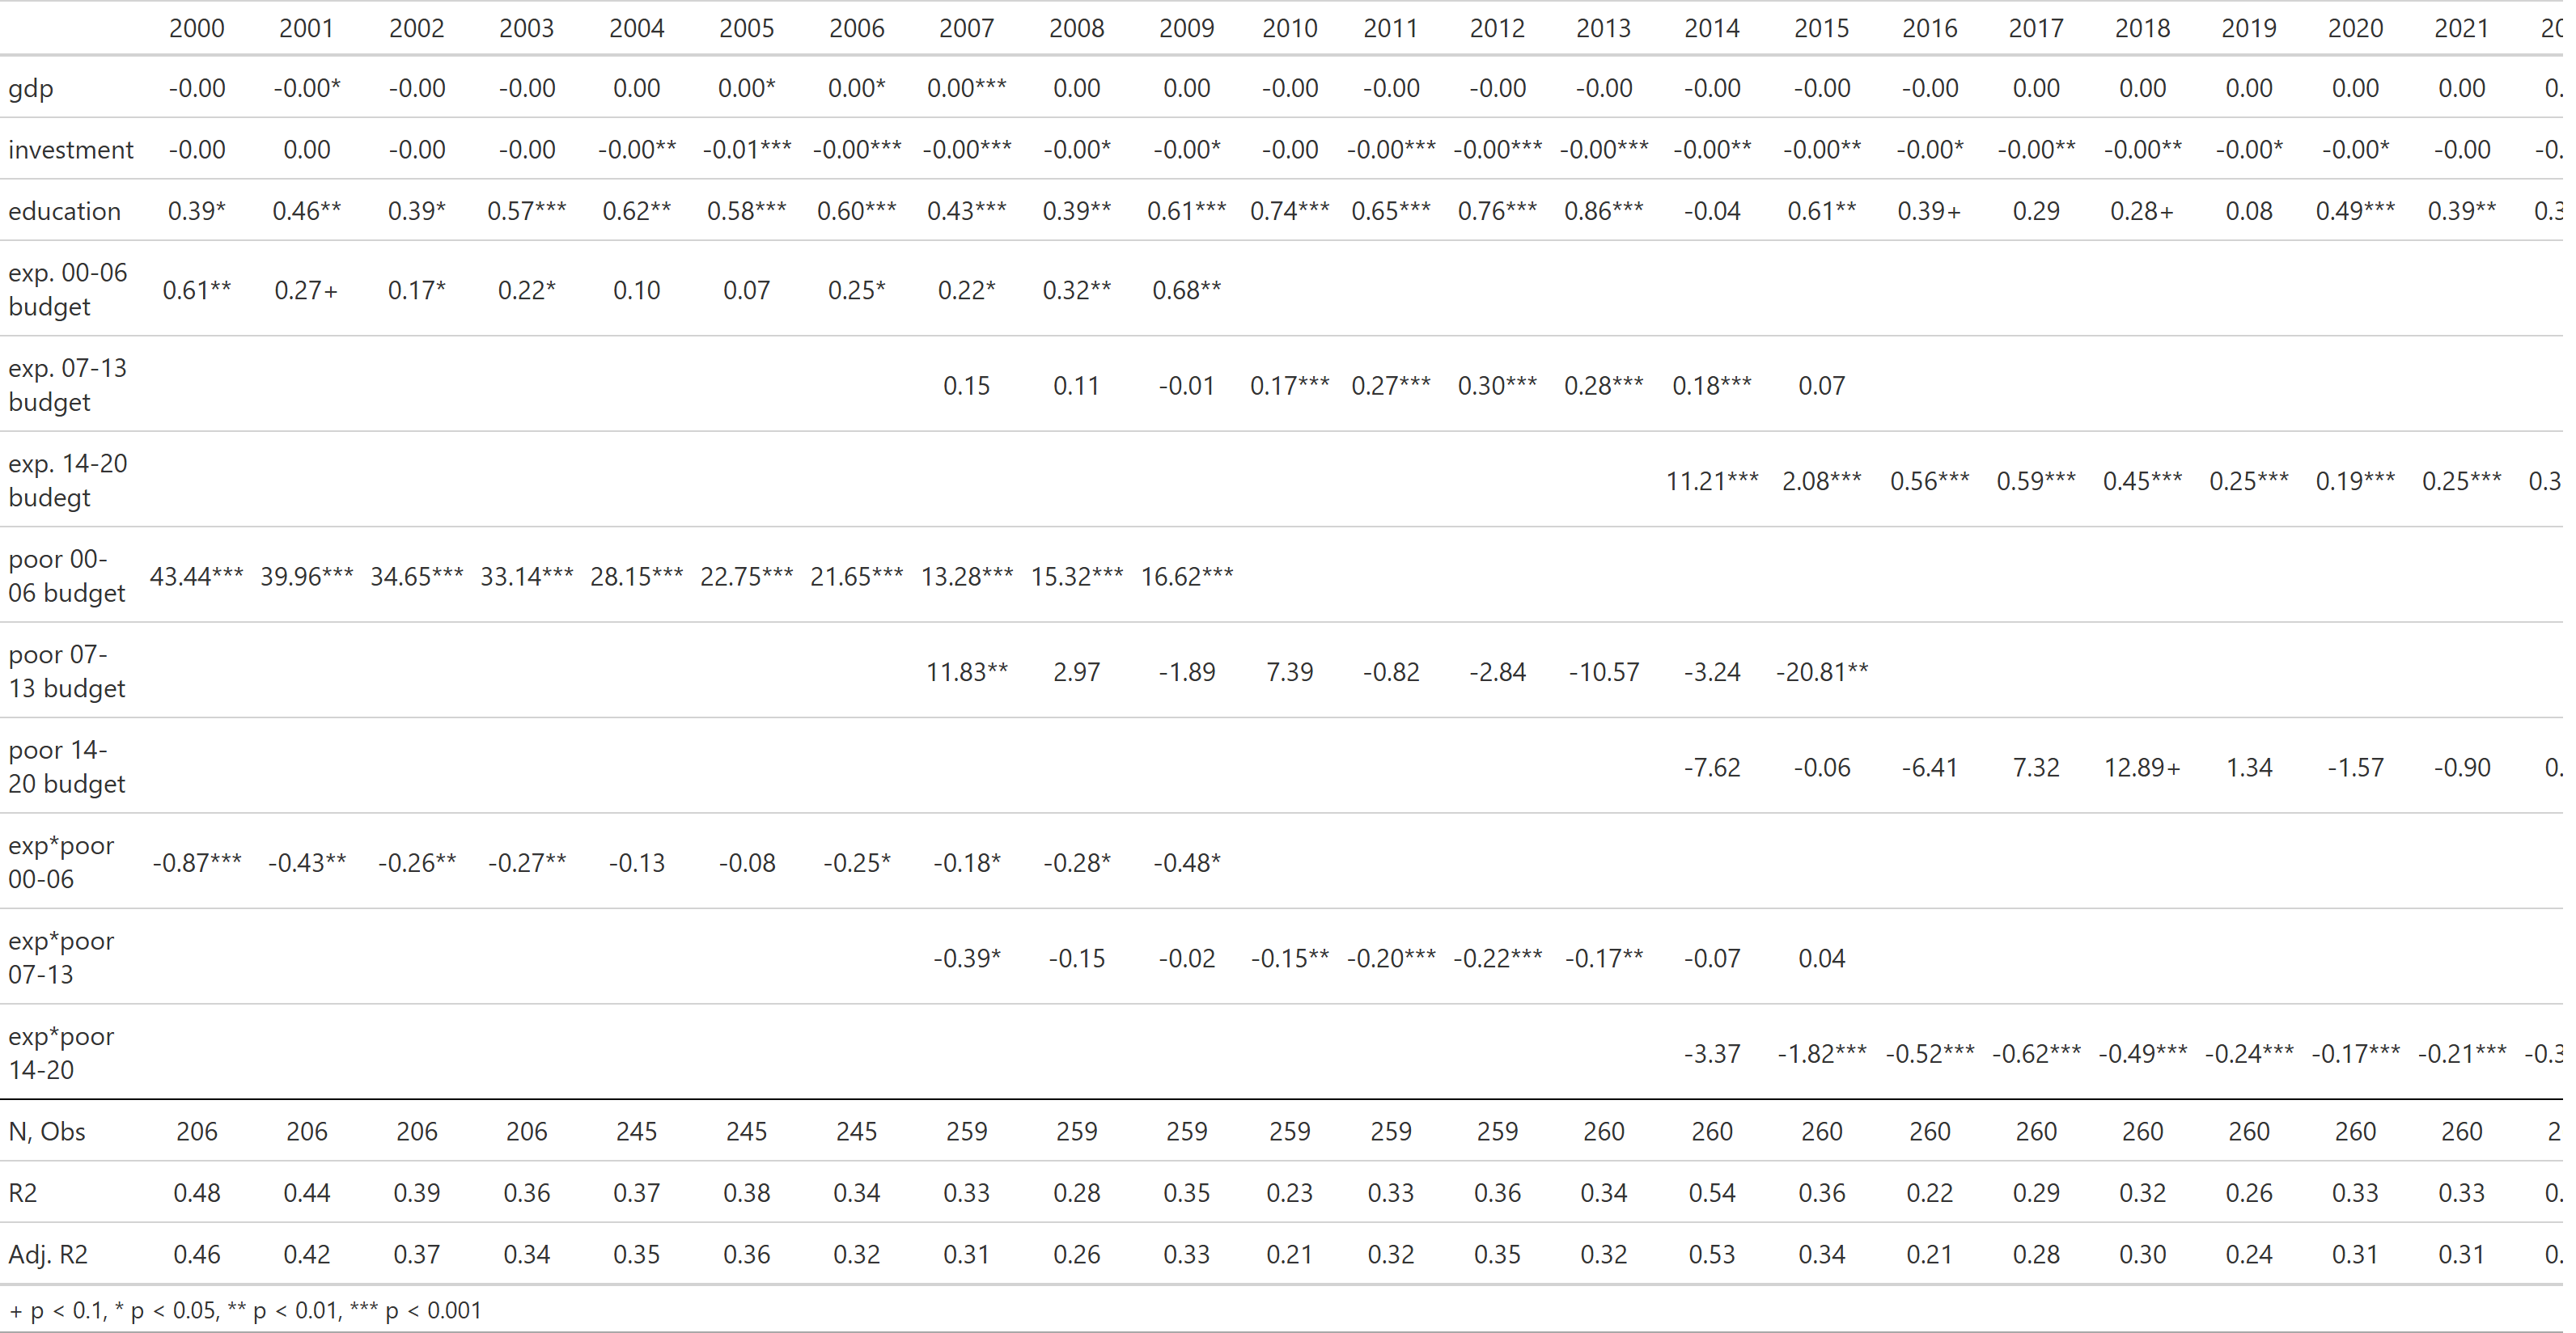 2000 2001 2002 2003 2004 2005 2006 2007 2008 2009 2010 2011 2012 2013 2014 2015 2016 2017 2018 2019 2020 2021 20
gdp -0.00 -0.00* -0.00 -0.00 0.00 0.00* 0.00* 0.00*** 0.00 0.00 -0.00 -0.00 -0.00 -0.00 -0.00 -0.00 -0.00 0.00 0.00 0.00 0.00 0.00 0.
investment -0.00 0.00 -0.00 -0.00 -0.00** -0.01*** -0.00*** -0.00*** -0.00* -0.00* -0.00 -0.00*** -0.00*** -0.00*** -0.00** -0.00** -0.00* -0.00** -0.00** -0.00* -0.00* -0.00 -0.
education 0.39* 0.46** 0.39* 0.57*** 0.62** 0.58*** 0.60*** 0.43*** 0.39** 0.61*** 0.74*** 0.65*** 0.76*** 0.86*** -0.04 0.61** 0.39+ 0.29 0.28+ 0.08 0.49*** 0.39** 0.3
exp. 00-06
budget 0.61** 0.27+ 0.17* 0.22* 0.10 0.07 0.25* 0.22* 0.32** 0.68**
exp. 07-13
budget 0.15 0.11 -0.01 0.17*** 0.27*** 0.30*** 0.28*** 0.18*** 0.07
exp. 14-20
budegt 11.21*** 2.08*** 0.56*** 0.59*** 0.45*** 0.25*** 0.19*** 0.25*** 0.3
poor 00-
06 budget 43.44*** 39.96*** 34.65*** 33.14*** 28.15*** 22.75*** 21.65*** 13.28*** 15.32*** 16.62***
poor 07-
13 budget 11.83** 2.97 -1.89 7.39 -0.82 -2.84 -10.57 -3.24 -20.81**
poor 14-
20 budget -7.62 -0.06 -6.41 7.32 12.89+ 1.34 -1.57 -0.90 0.
exp*poor
00-06 -0.87*** -0.43** -0.26** -0.27** -0.13 -0.08 -0.25* -0.18* -0.28* -0.48*
exp*poor
07-13 -0.39* -0.15 -0.02 -0.15** -0.20*** -0.22*** -0.17** -0.07 0.04
exp*poor
14-20 -3.37 -1.82*** -0.52*** -0.62*** -0.49*** -0.24*** -0.17*** -0.21*** -0.3
N, Obs 206 206 206 206 245 245 245 259 259 259 259 259 259 260 260 260 260 260 260 260 260 260 2
R2 0.48 0.44 0.39 0.36 0.37 0.38 0.34 0.33 0.28 0.35 0.23 0.33 0.36 0.34 0.54 0.36 0.22 0.29 0.32 0.26 0.33 0.33 0.
Adj. R2 0.46 0.42 0.37 0.34 0.35 0.36 0.32 0.31 0.26 0.33 0.21 0.32 0.35 0.32 0.53 0.34 0.21 0.28 0.30 0.24 0.31 0.31 0.
+ p < 0.1, * p < 0.05, ** p < 0.01, *** p < 0.001